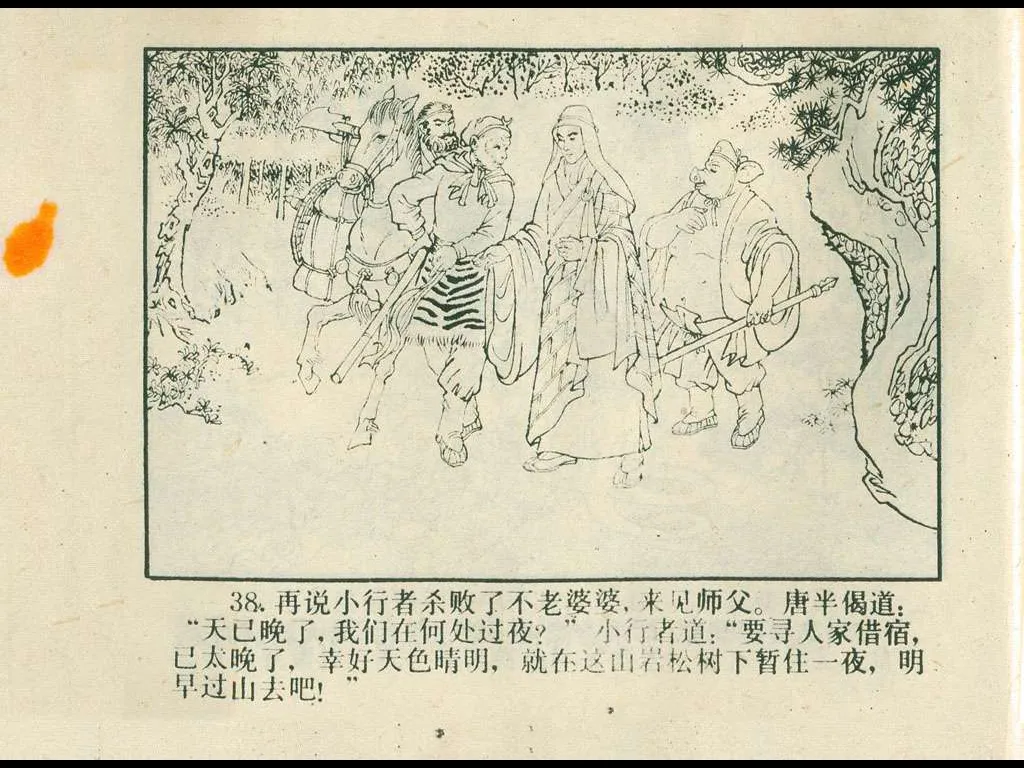 38. 再说小行者杀败了不老婆婆，来见师父。唐半偈道：
“天已晚了，我们在何处过夜？”小行者道：“要寻人家借宿，
已太晚了，幸好天色晴明，就在这山岩松树下暂住一夜，明
早过山去吧！”